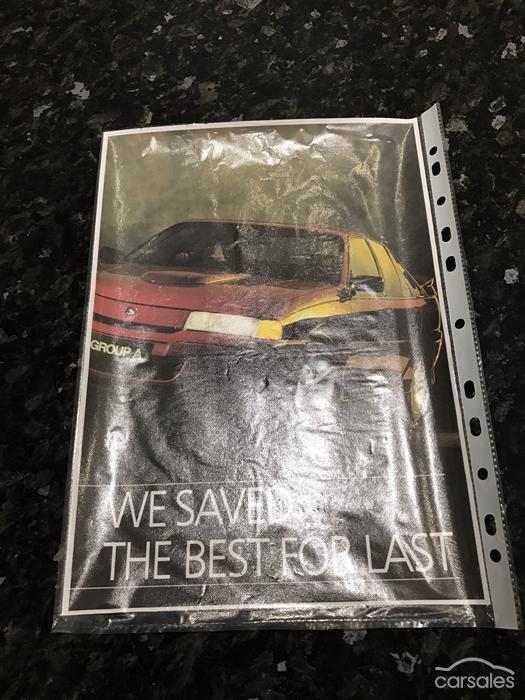 GROUP A
WE SAVED
THE BEST FOR LAST
carsales